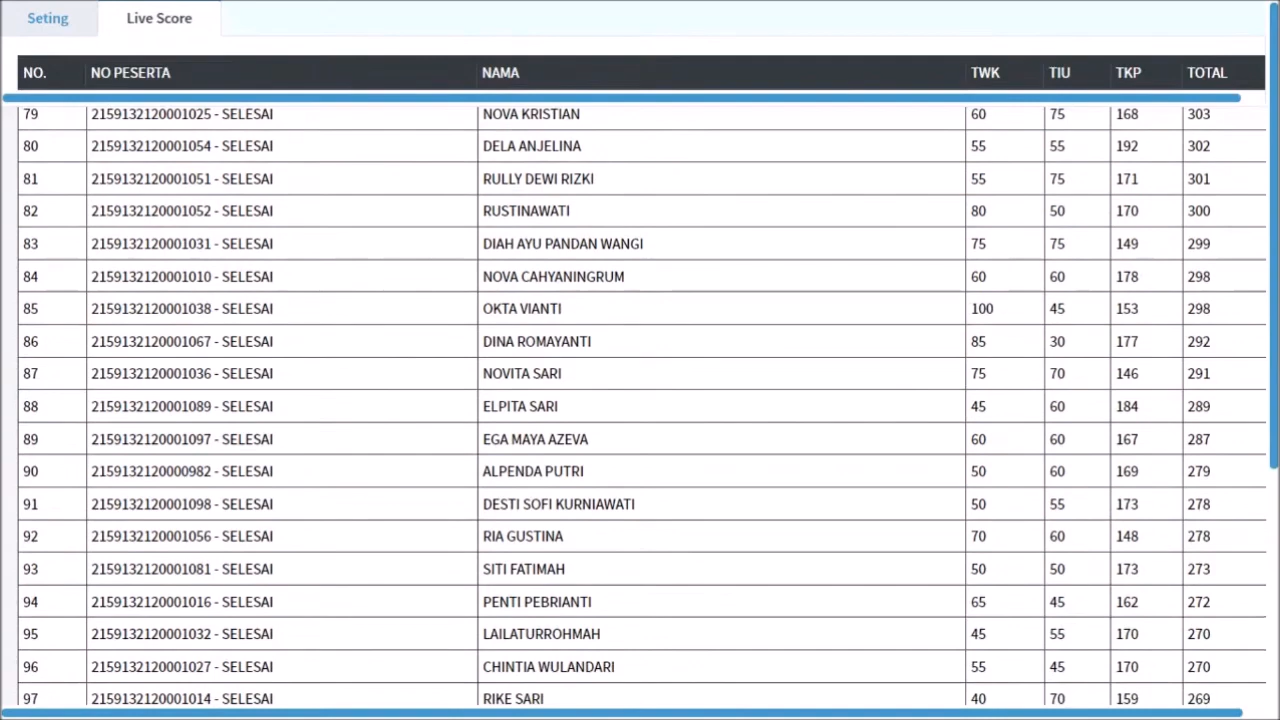 Seting Live Score
NO. NO PESERTA NAMA TWK TIU TKP TOTAL
79 2159132120001025 - SELESAI NOVA KRISTIAN 60 75 168 303
80 2159132120001054 - SELESAI DELA ANJELINA 55 55 192 302
81 2159132120001051 - SELESAI RULLY DEWI RIZKI 55 75 171 301
82 2159132120001052 - SELESAI RUSTINAWATI 80 50 170 300
83 2159132120001031 - SELESAI DIAH AYU PANDAN WANGI 75 75 149 299
84 2159132120001010 - SELESAI NOVA CAHYANINGRUM 60 60 178 298
85 2159132120001038 - SELESAI OKTA VIANTI 100 45 153 298
86 2159132120001067 - SELESAI DINA ROMAYANTI 85 30 177 292
87 2159132120001036 - SELESAI NOVITA SARI 75 70 146 291
88 2159132120001089 - SELESAI ELPITA SARI 45 60 184 289
89 2159132120001097 - SELESAI EGA MAYA AZEVA 60 60 167 287
90 2159132120000982 - SELESAI ALPENDA PUTRI 50 60 169 279
91 2159132120001098 - SELESAI DESTI SOFI KURNIAWATI 50 55 173 278
92 2159132120001056 - SELESAI RIA GUSTINA 70 60 148 278
93 2159132120001081 - SELESAI SITI FATIMAH 50 50 173 273
94 2159132120001016 - SELESAI PENTI PEBRIANTI 65 45 162 272
95 2159132120001032 - SELESAI LAILATURROHMAH 45 55 170 270
96 2159132120001027 - SELESAI CHINTIA WULANDARI 55 45 170 270
97 2159132120001014 - SELESAI RIKE SARI 40 70 159 269